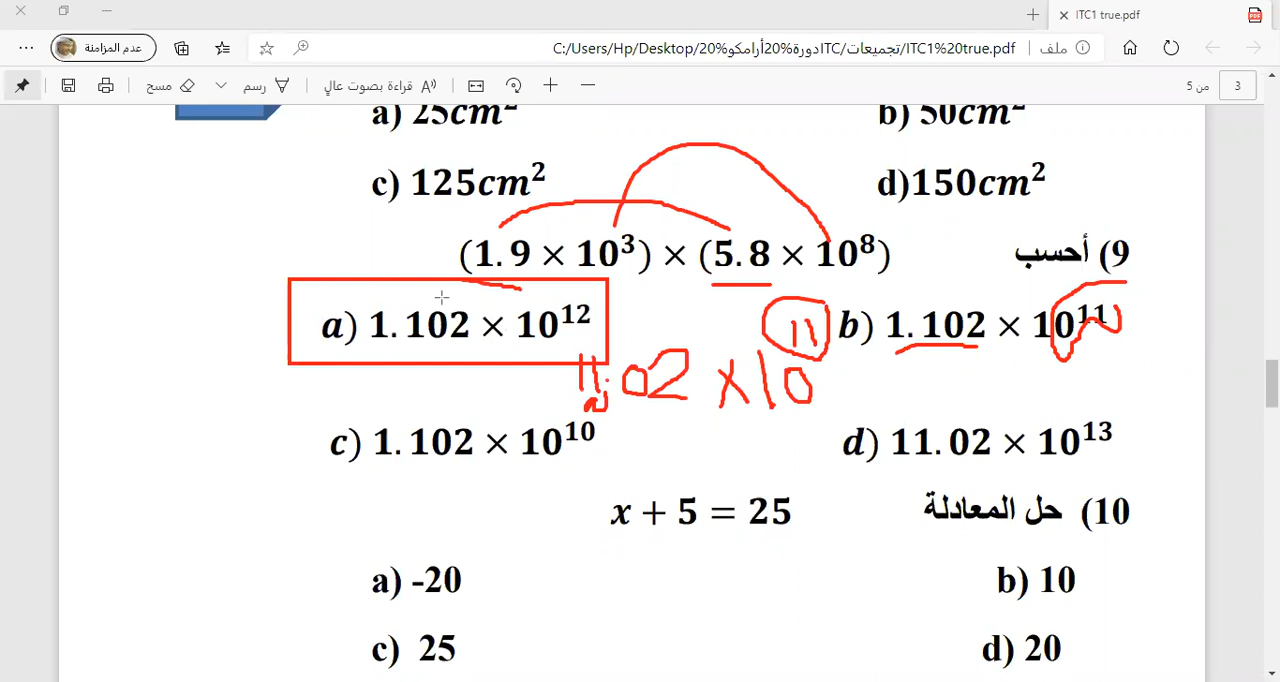 ITC1 true.pdf
عدم المزامنة
C:/Users/Hp/Desktop/دورة%20أرامكو%20ITC/تجميعات/ITC1%20true.pdf
ملف
مسح
رسم
قراءة بصوت عالٍ
3 من 5
a) 25cm² b) 50cm²
c) 125cm² d)150cm²
9) أحسب (1.9 × 10³) × (5.8 × 10⁸)
a) 1.102 × 10¹² 11 b) 1.102 × 10¹¹
11.02 x 10
c) 1.102 × 10¹⁰ d) 11.02 × 10¹³
10) حل المعادلة x + 5 = 25
a) -20 b) 10
c) 25 d) 20